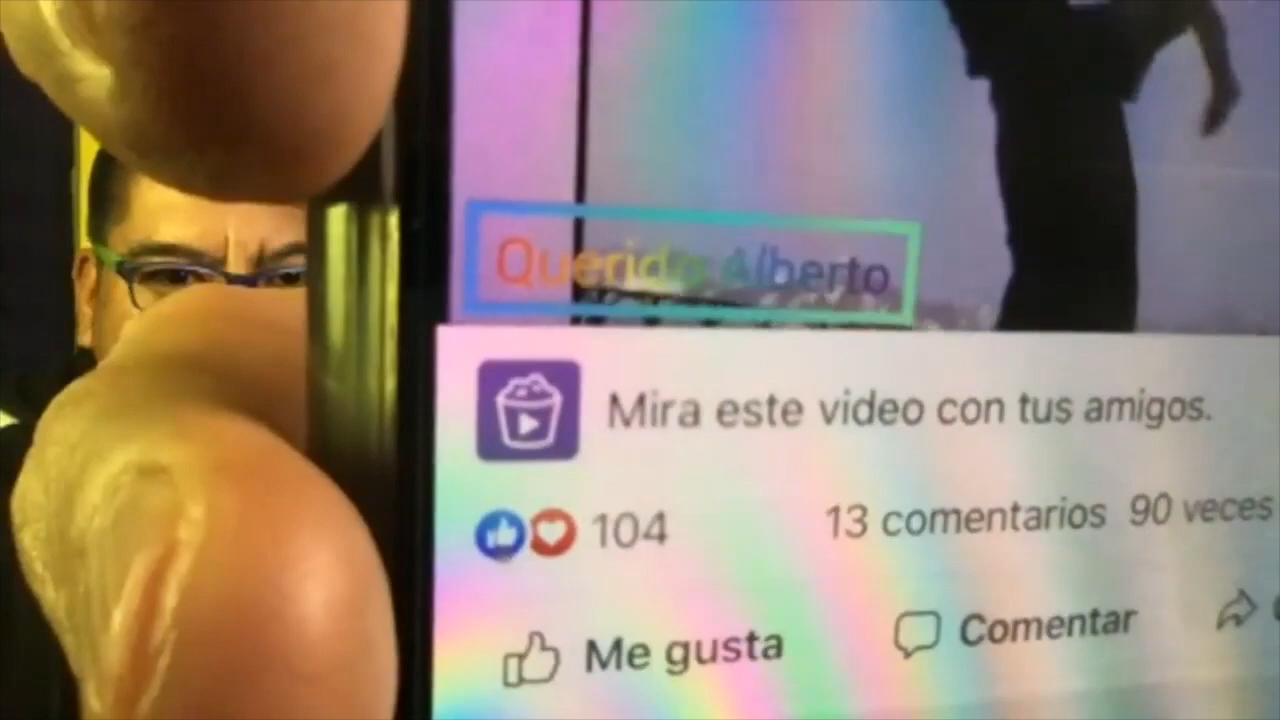 Querido Alberto
Mira este video con tus amigos.
104
13 comentarios 90 veces
Me gusta
Comentar